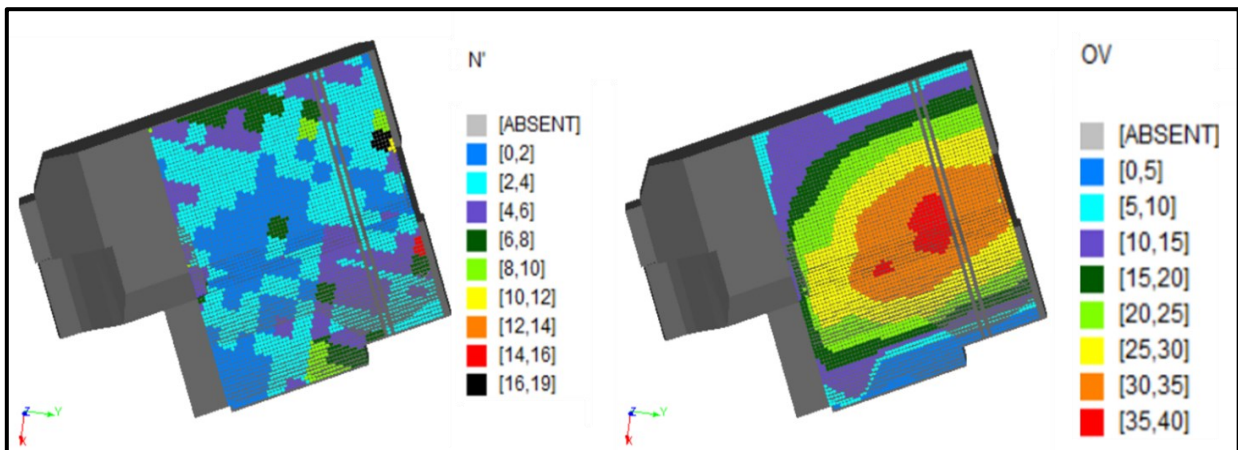 N'
[ABSENT]
[0,2]
[2,4]
[4,6]
[6,8]
[8,10]
[10,12]
[12,14]
[14,16]
[16,19]
Z
Y
X
OV
[ABSENT]
[0,5]
[5,10]
[10,15]
[15,20]
[20,25]
[25,30]
[30,35]
[35,40]
Z
Y
X